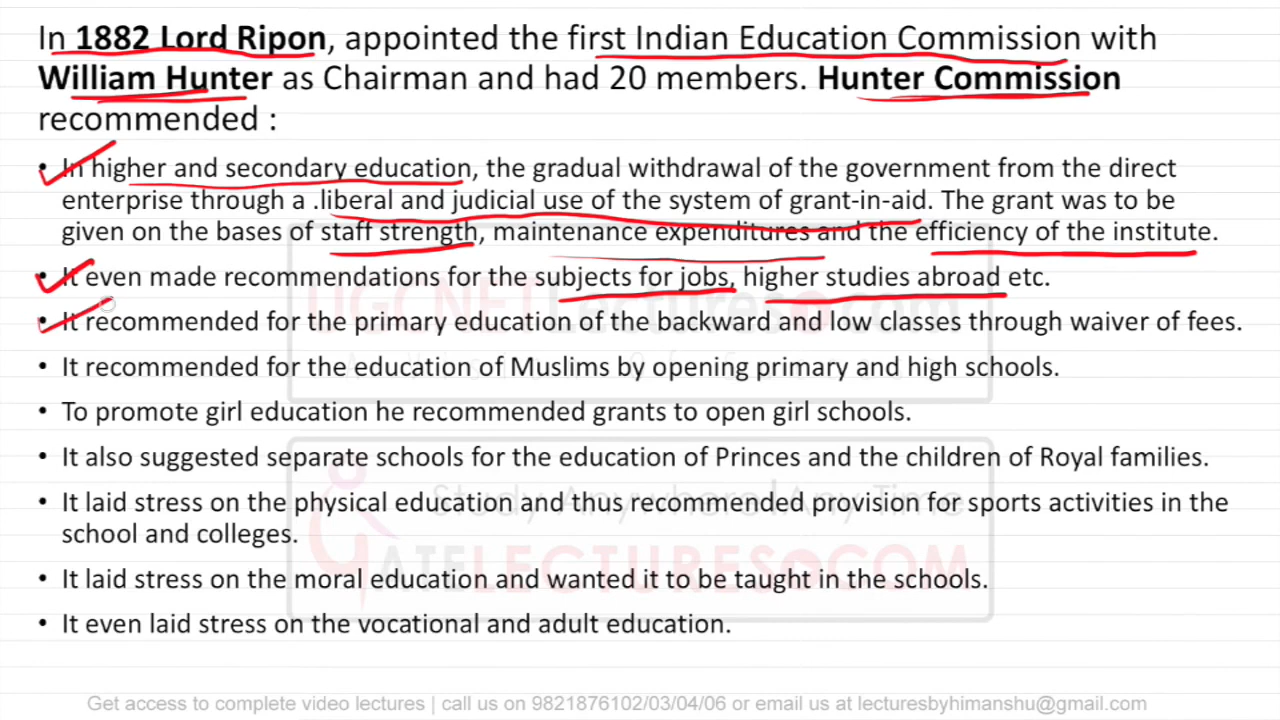 In 1882 Lord Ripon, appointed the first Indian Education Commission with
William Hunter as Chairman and had 20 members. Hunter Commission
recommended :
• In higher and secondary education, the gradual withdrawal of the government from the direct
enterprise through a .liberal and judicial use of the system of grant-in-aid. The grant was to be
given on the bases of staff strength, maintenance expenditures and the efficiency of the institute.
• It even made recommendations for the subjects for jobs, higher studies abroad etc.
• It recommended for the primary education of the backward and low classes through waiver of fees.
• It recommended for the education of Muslims by opening primary and high schools.
• To promote girl education he recommended grants to open girl schools.
• It also suggested separate schools for the education of Princes and the children of Royal families.
• It laid stress on the physical education and thus recommended provision for sports activities in the
school and colleges.
• It laid stress on the moral education and wanted it to be taught in the schools.
• It even laid stress on the vocational and adult education.
UGCNETLectures.com
Study Anywhere Any Time
GATELECTURES.COM
Get access to complete video lectures | call us on 9821876102/03/04/06 or email us at lecturesbyhimanshu@gmail.com